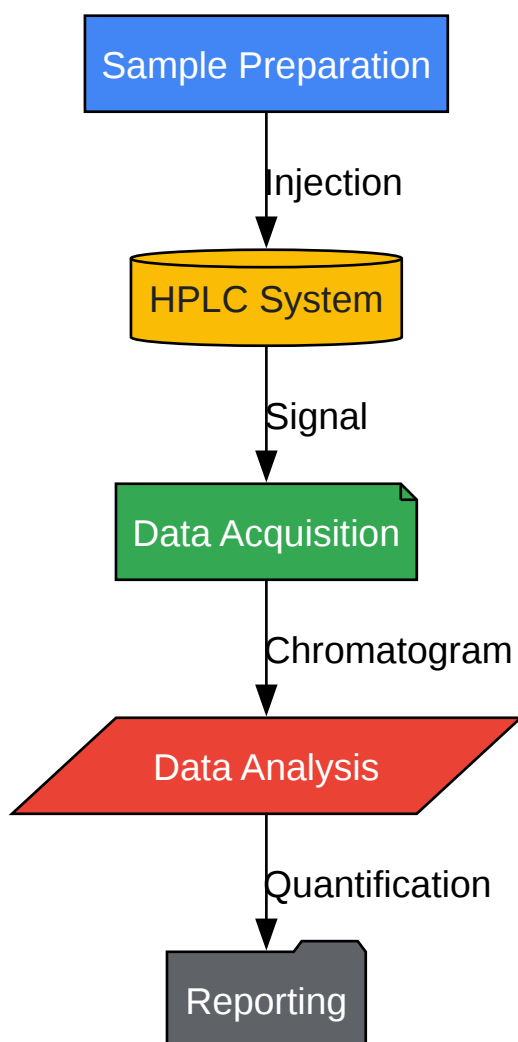 Sample Preparation
Injection
HPLC System
Signal
Data Acquisition
Chromatogram
Data Analysis
Quantification
Reporting